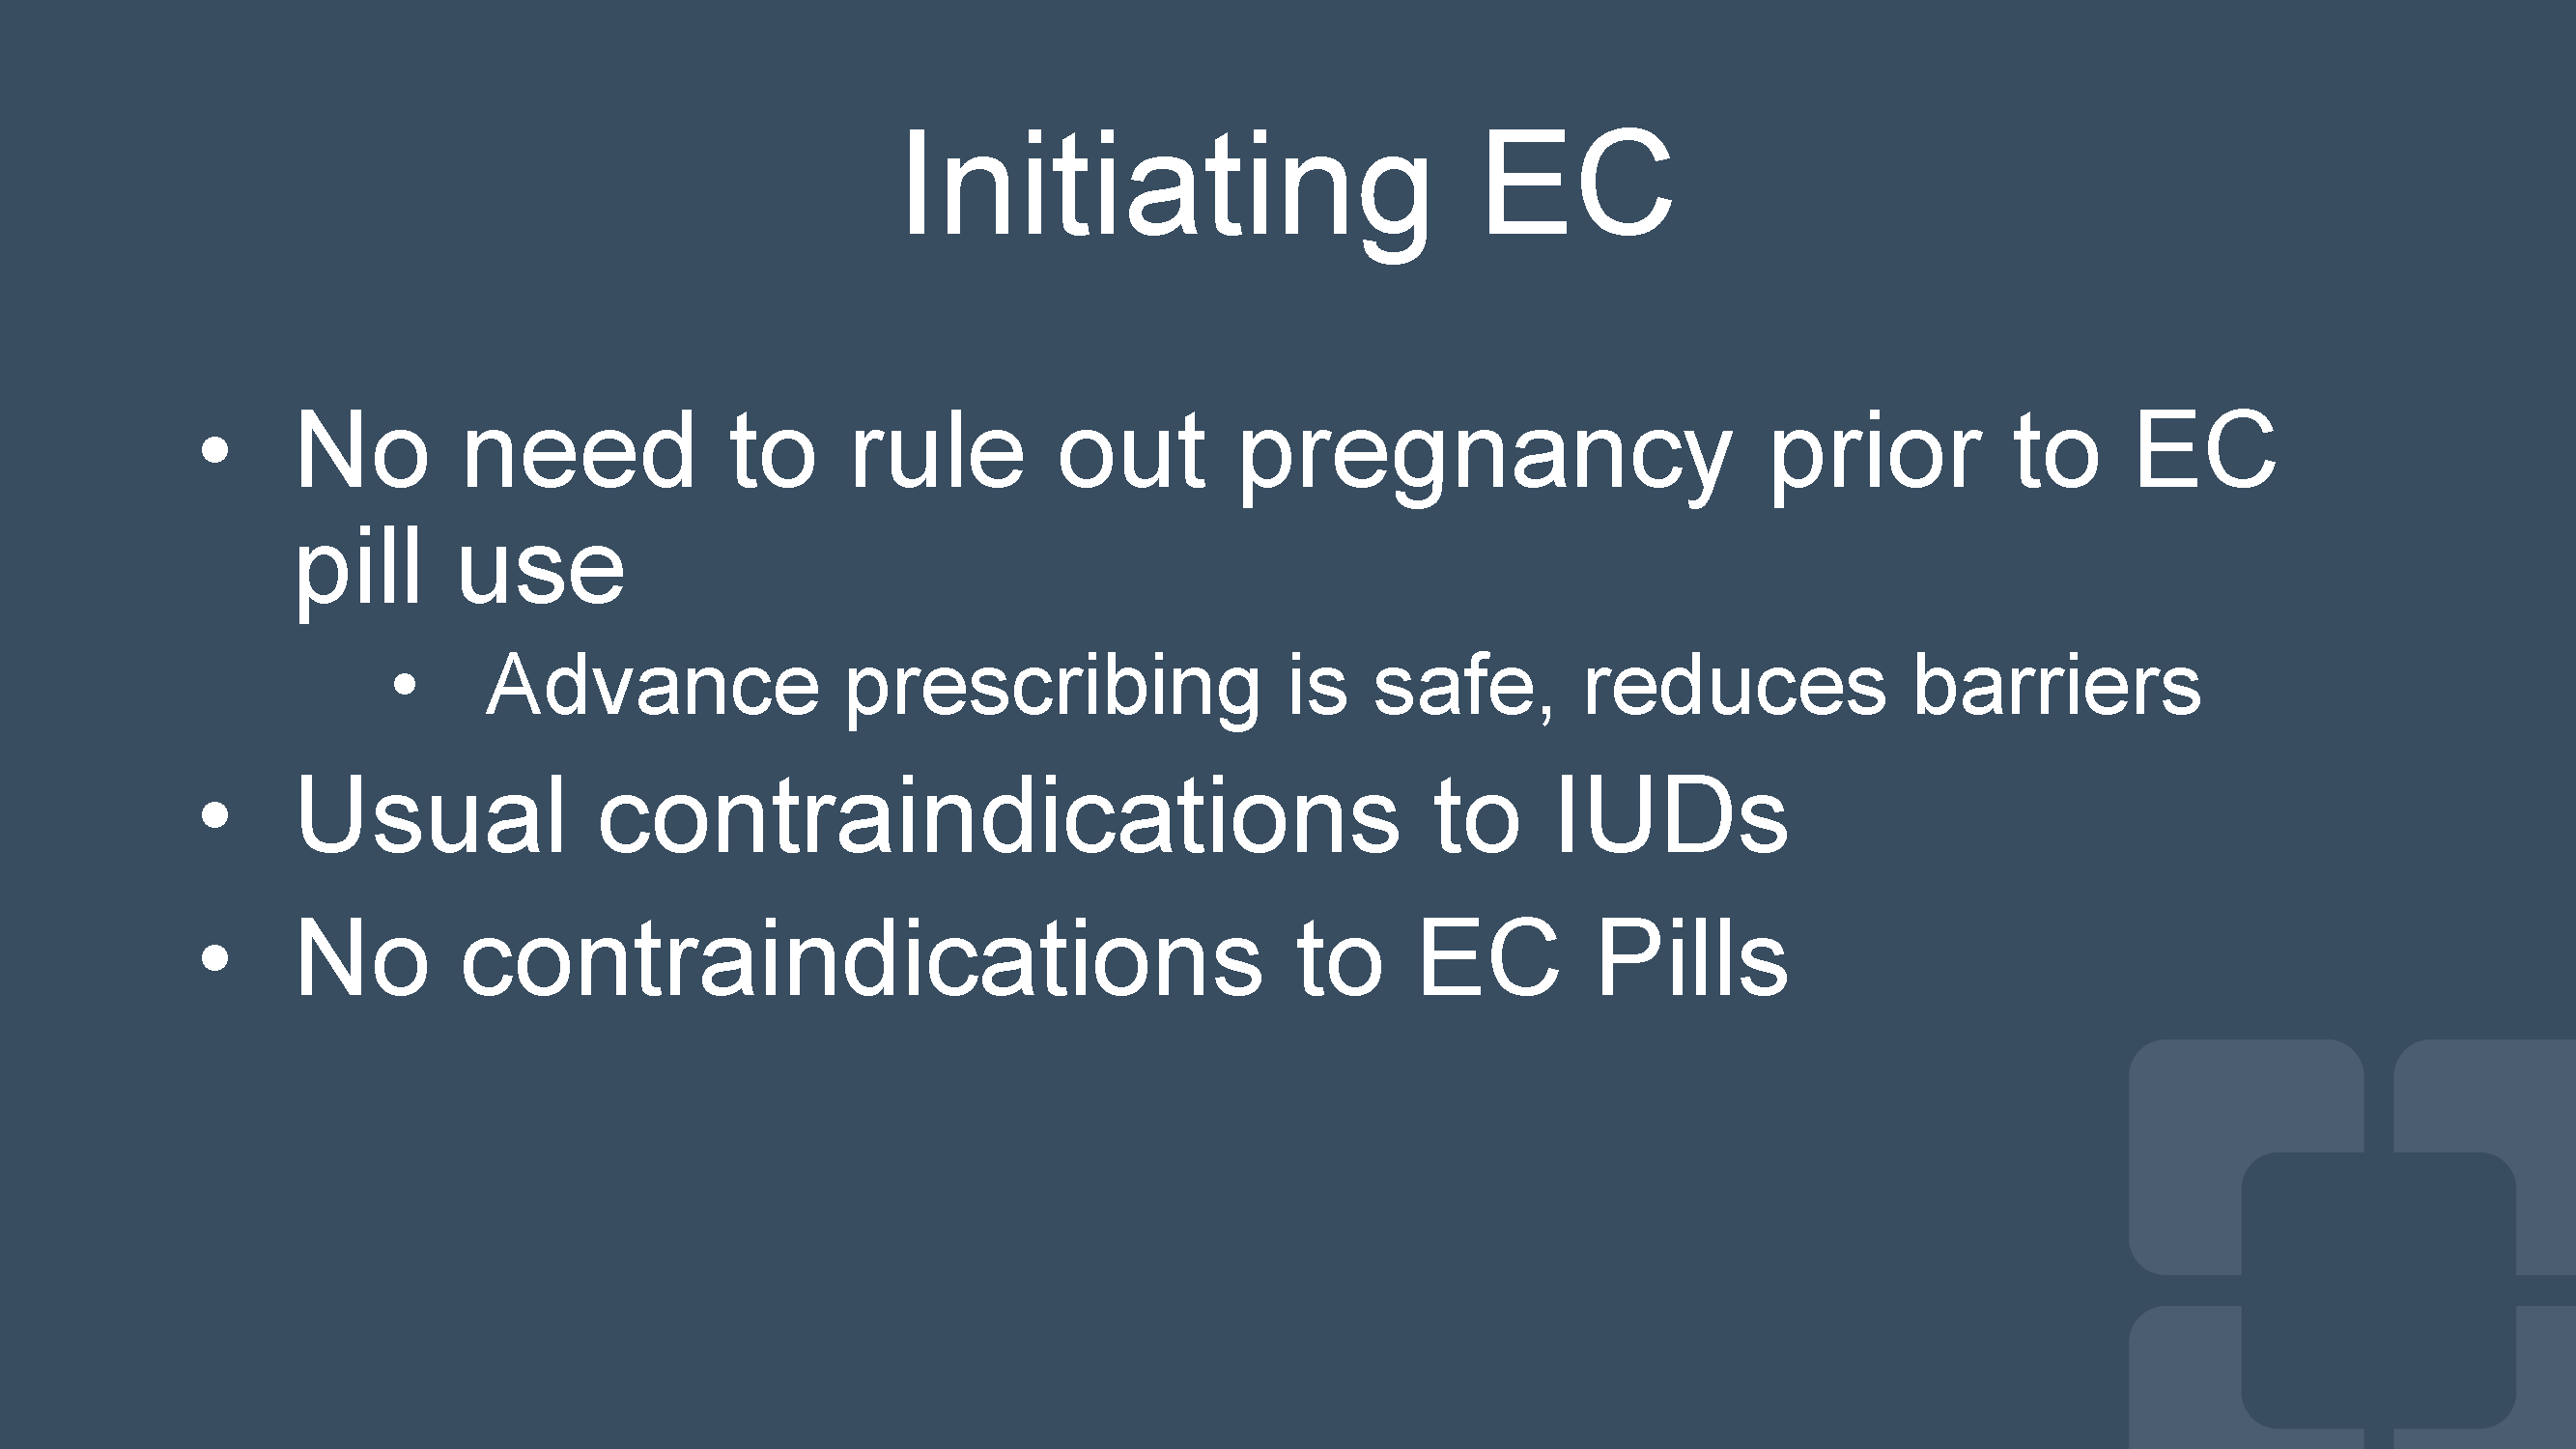 Initiating EC
• No need to rule out pregnancy prior to EC
pill use
• Advance prescribing is safe, reduces barriers
• Usual contraindications to IUDs
• No contraindications to EC Pills